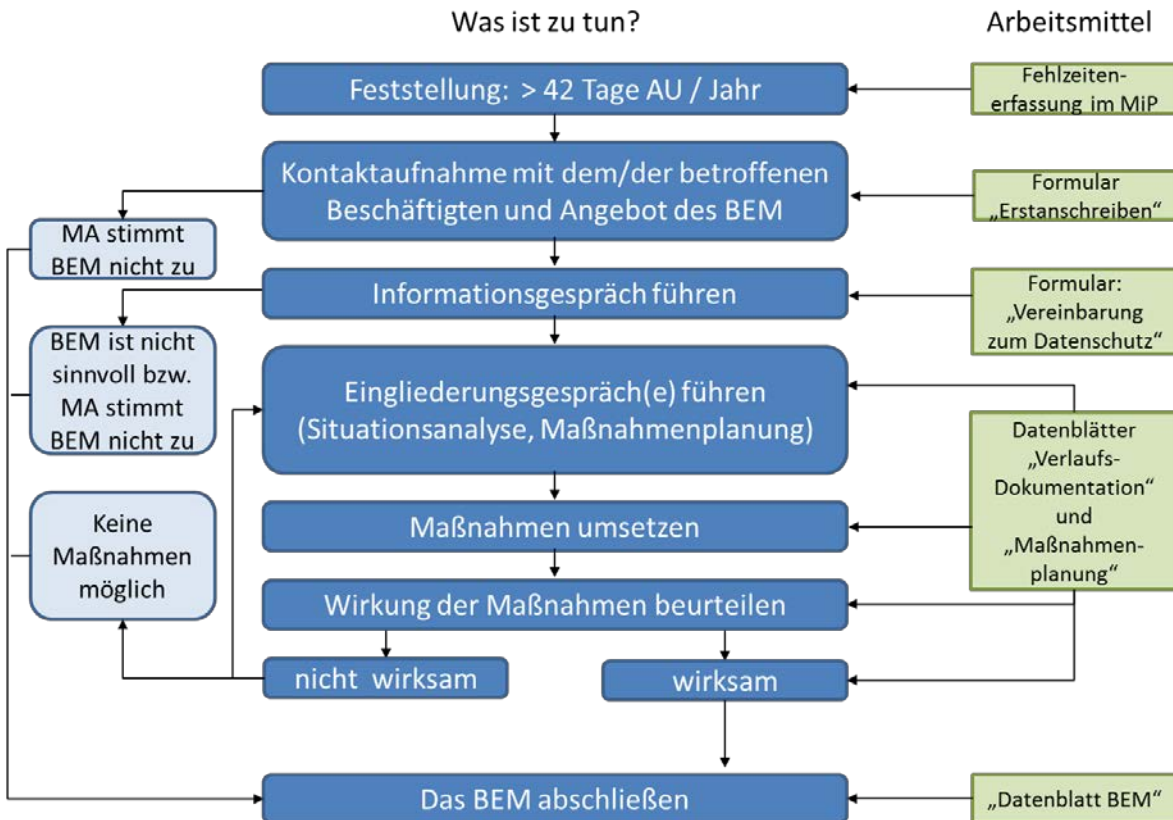 Was ist zu tun?
Arbeitsmittel
Feststellung: > 42 Tage AU / Jahr
Fehlzeiten-
erfassung im MiP
Kontaktaufnahme mit dem/der betroffenen
Beschäftigten und Angebot des BEM
Formular
„Erstanschreiben“
MA stimmt
BEM nicht zu
Informationsgespräch führen
Formular:
„Vereinbarung
zum Datenschutz“
BEM ist nicht
sinnvoll bzw.
MA stimmt
BEM nicht zu
Eingliederungsgespräch(e) führen
(Situationsanalyse, Maßnahmenplanung)
Datenblätter
„Verlaufs-
Dokumentation“
und
„Maßnahmen-
planung“
Keine
Maßnahmen
möglich
Maßnahmen umsetzen
Wirkung der Maßnahmen beurteilen
nicht wirksam
wirksam
Das BEM abschließen
„Datenblatt BEM“